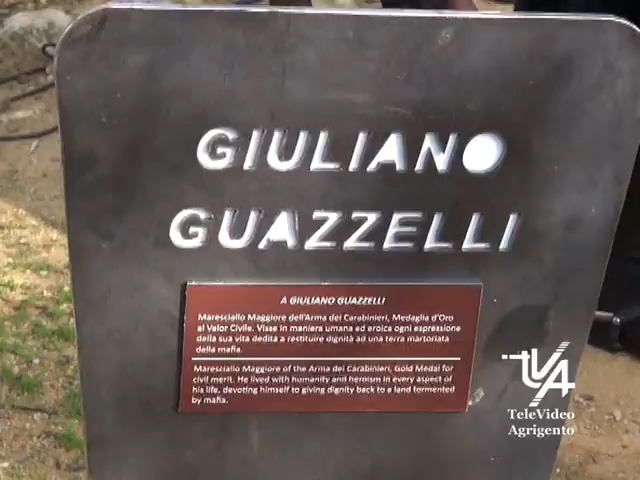 GIULIANO
GUAZZELLI
A GIULIANO GUAZZELLI
Maresciallo Maggiore dell'Arma dei Carabinieri, Medaglia d'Oro
al Valor Civile. Visse in maniera umana ed eroica ogni espressione
della sua vita dedita a restituire dignità ad una terra martoriata
dalla mafia.
Maresciallo Maggiore of the Arma dei Carabinieri, Gold Medal for
civil merit. He lived with humanity and heroism in every aspect of
his life, devoting himself to giving dignity back to a land tormented
by mafia.
tvA
TeleVideo
Agrigento